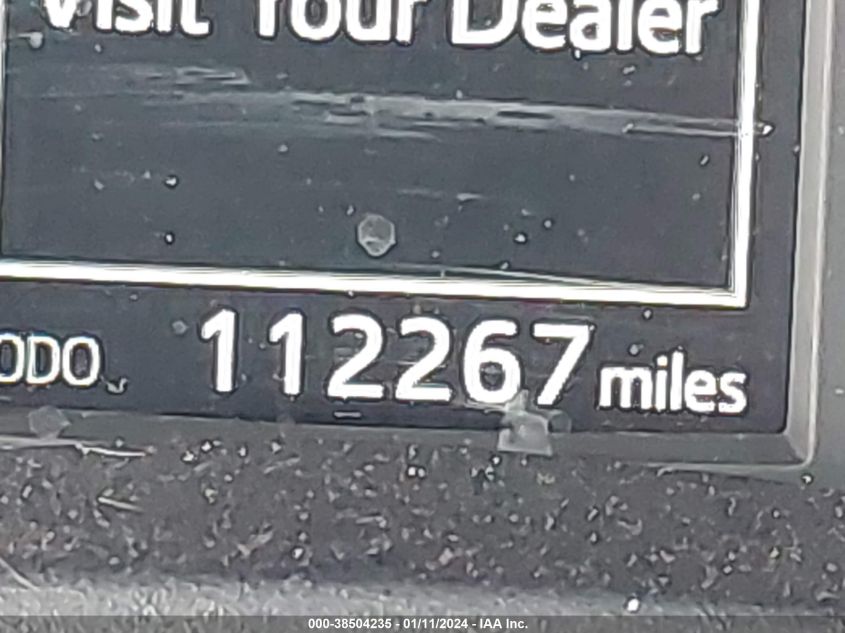 Visit Your Dealer
ODO 112267 miles
000-38504235 - 01/11/2024 - IAA Inc.